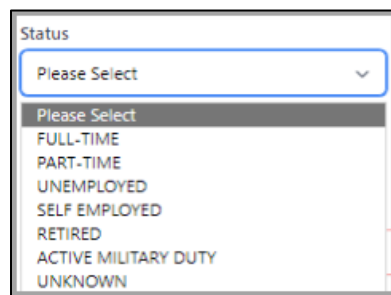 Status
Please Select
Please Select
FULL-TIME
PART-TIME
UNEMPLOYED
SELF EMPLOYED
RETIRED
ACTIVE MILITARY DUTY
UNKNOWN